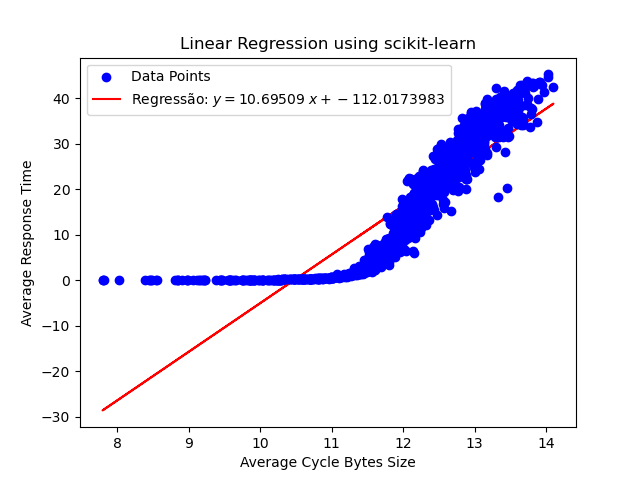 Linear Regression using scikit-learn
Data Points
Regressão: y = 10.69509 x + − 112.0173983
40
30
20
10
0
−10
−20
−30
Average Response Time
8 9 10 11 12 13 14
Average Cycle Bytes Size